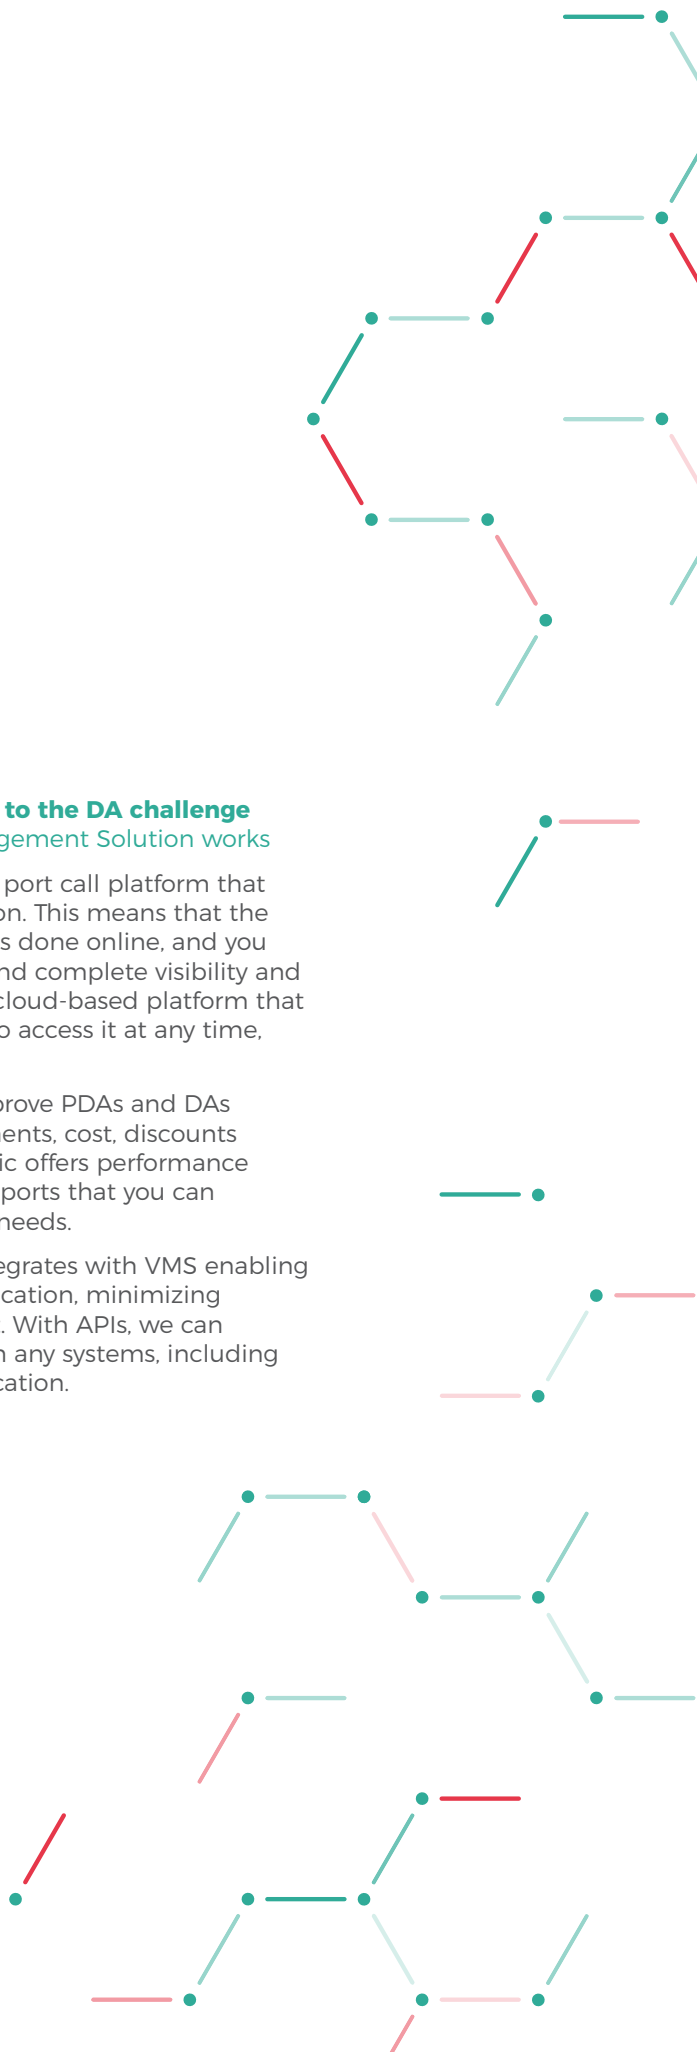 to the DA challenge
gement Solution works
port call platform that
on. This means that the
s done online, and you
nd complete visibility and
cloud-based platform that
o access it at any time,
prove PDAs and DAs
ents, cost, discounts
ic offers performance
ports that you can
needs.
egrates with VMS enabling
cation, minimizing
. With APIs, we can
any systems, including
cation.